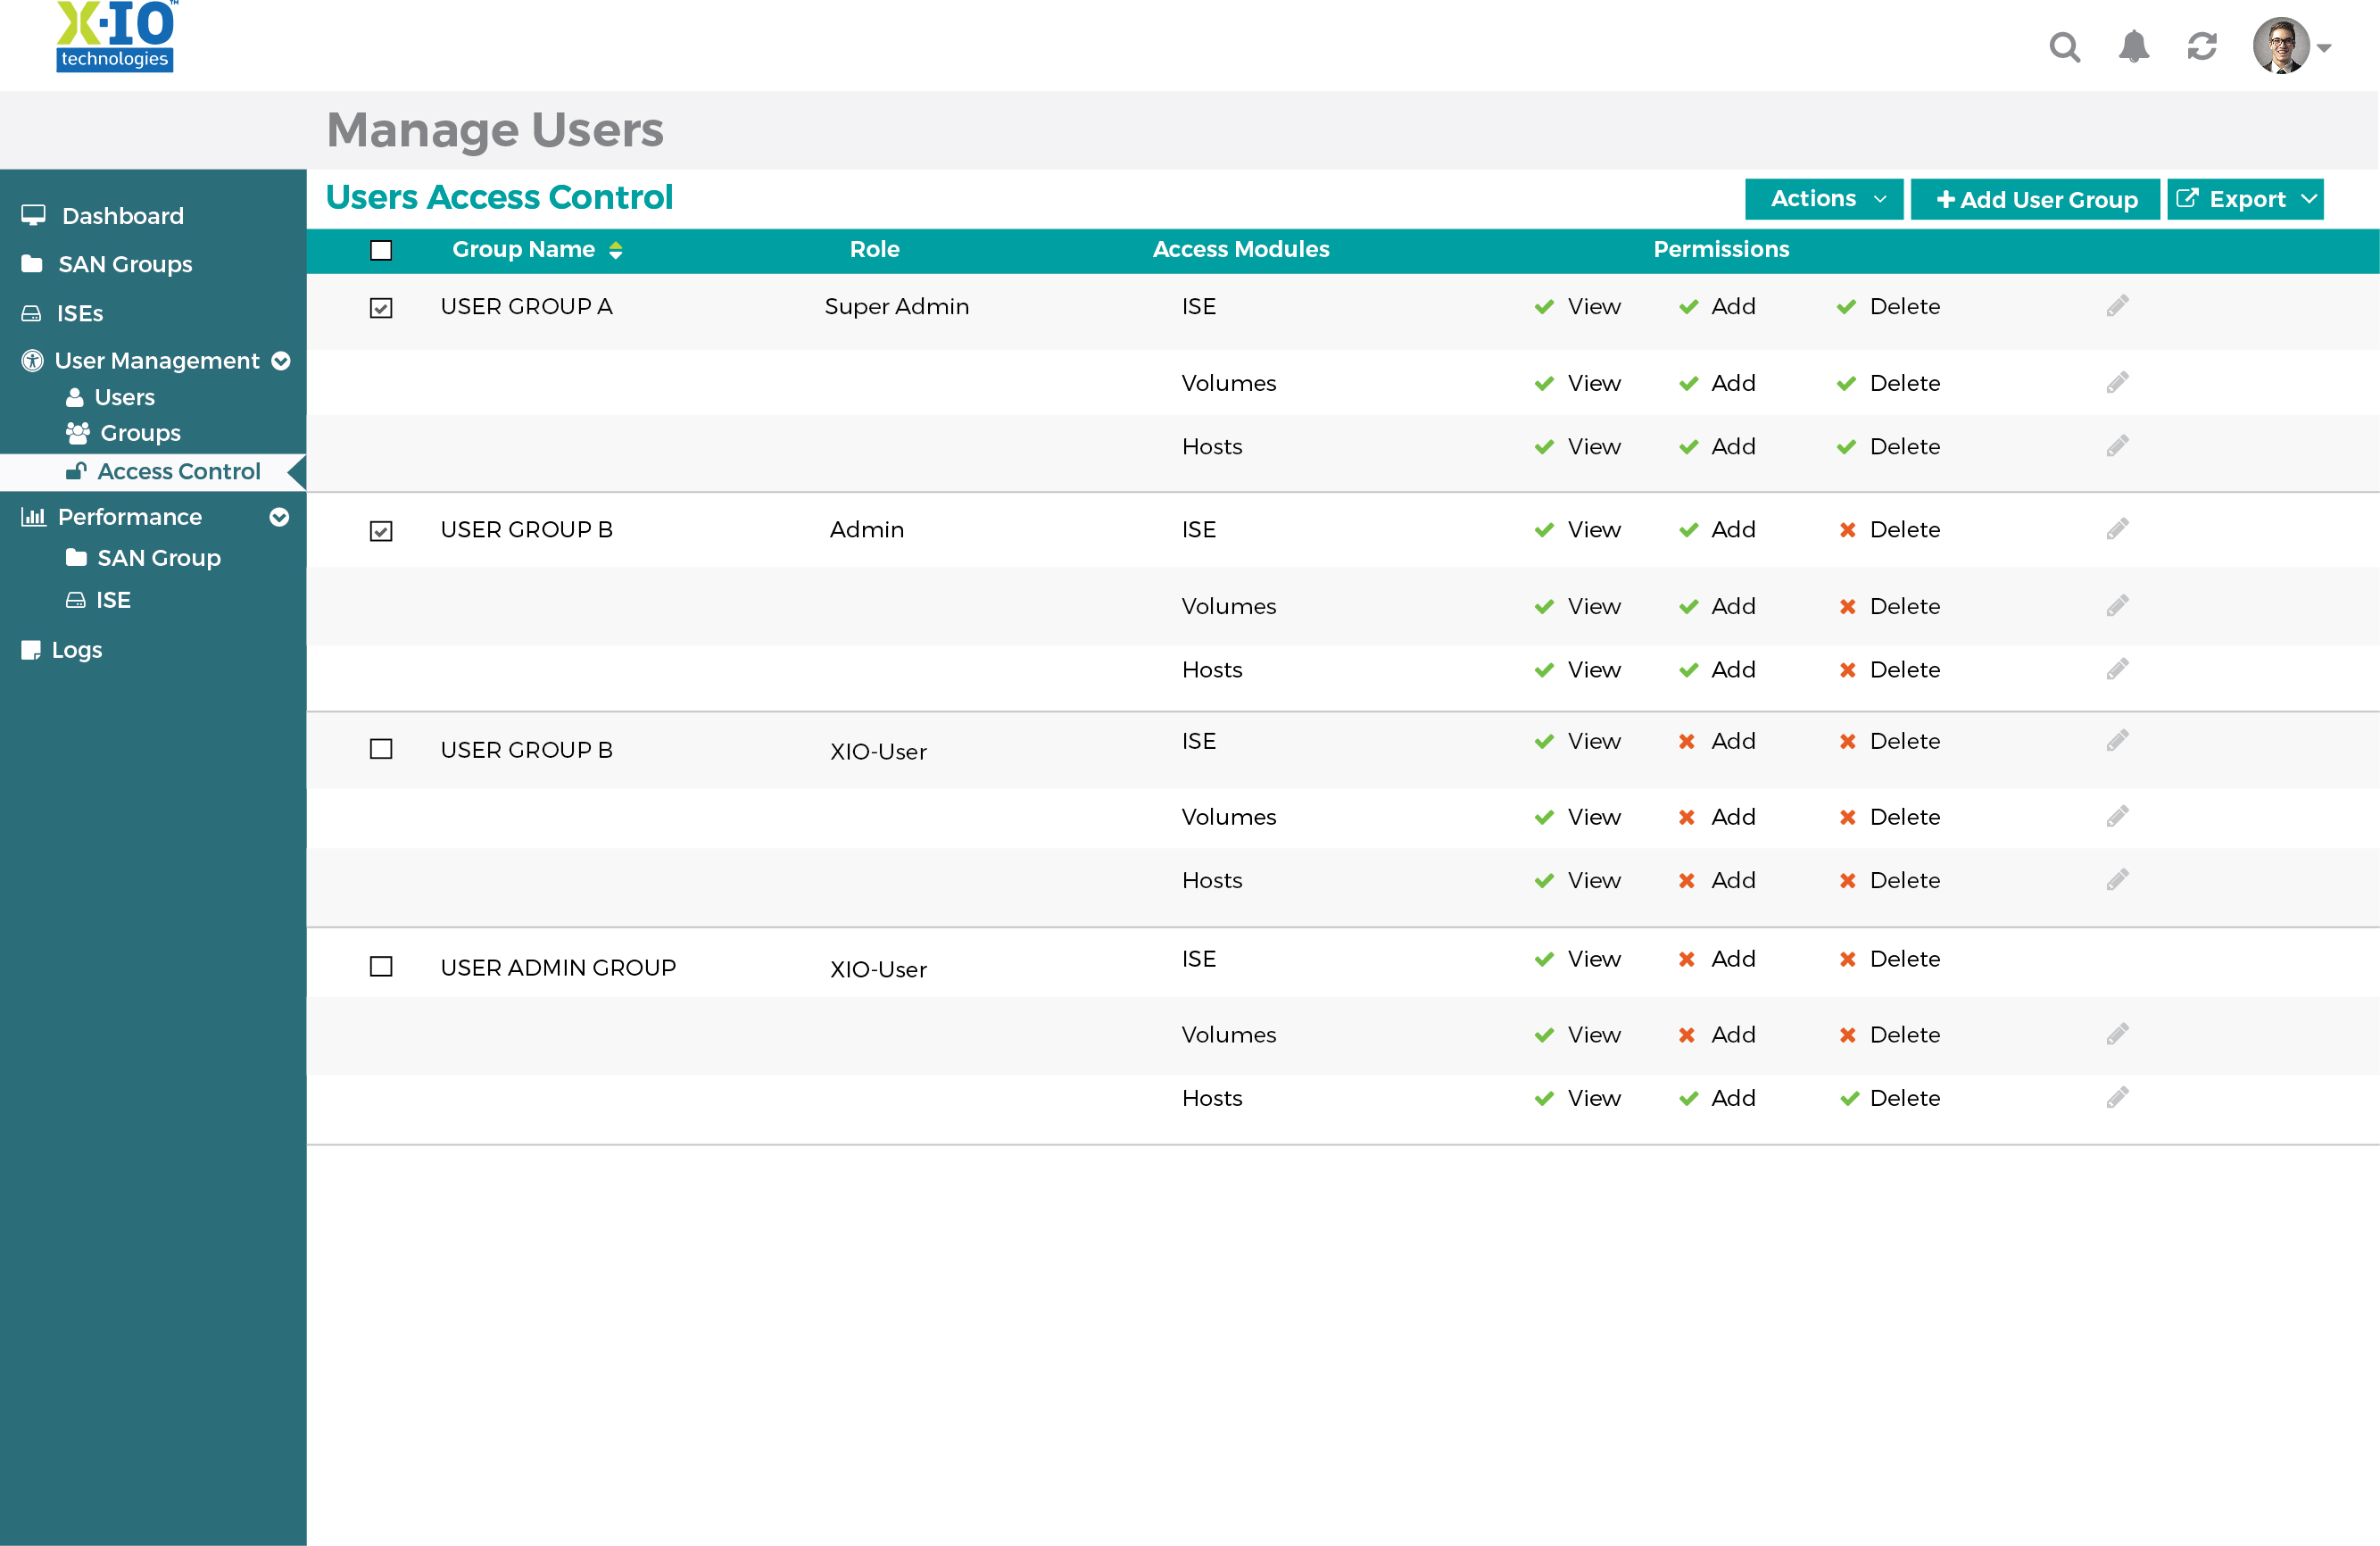 X-IO™
technologies
Manage Users
Users Access Control
Actions
Add User Group
Export
Dashboard
SAN Groups
ISEs
User Management
Users
Groups
Access Control
Performance
SAN Group
ISE
Logs
Group Name Role Access Modules Permissions
USER GROUP A Super Admin ISE View Add Delete
Volumes View Add Delete
Hosts View Add Delete
USER GROUP B Admin ISE View Add Delete
Volumes View Add Delete
Hosts View Add Delete
USER GROUP B XIO-User ISE View Add Delete
Volumes View Add Delete
Hosts View Add Delete
USER ADMIN GROUP XIO-User ISE View Add Delete
Volumes View Add Delete
Hosts View Add Delete